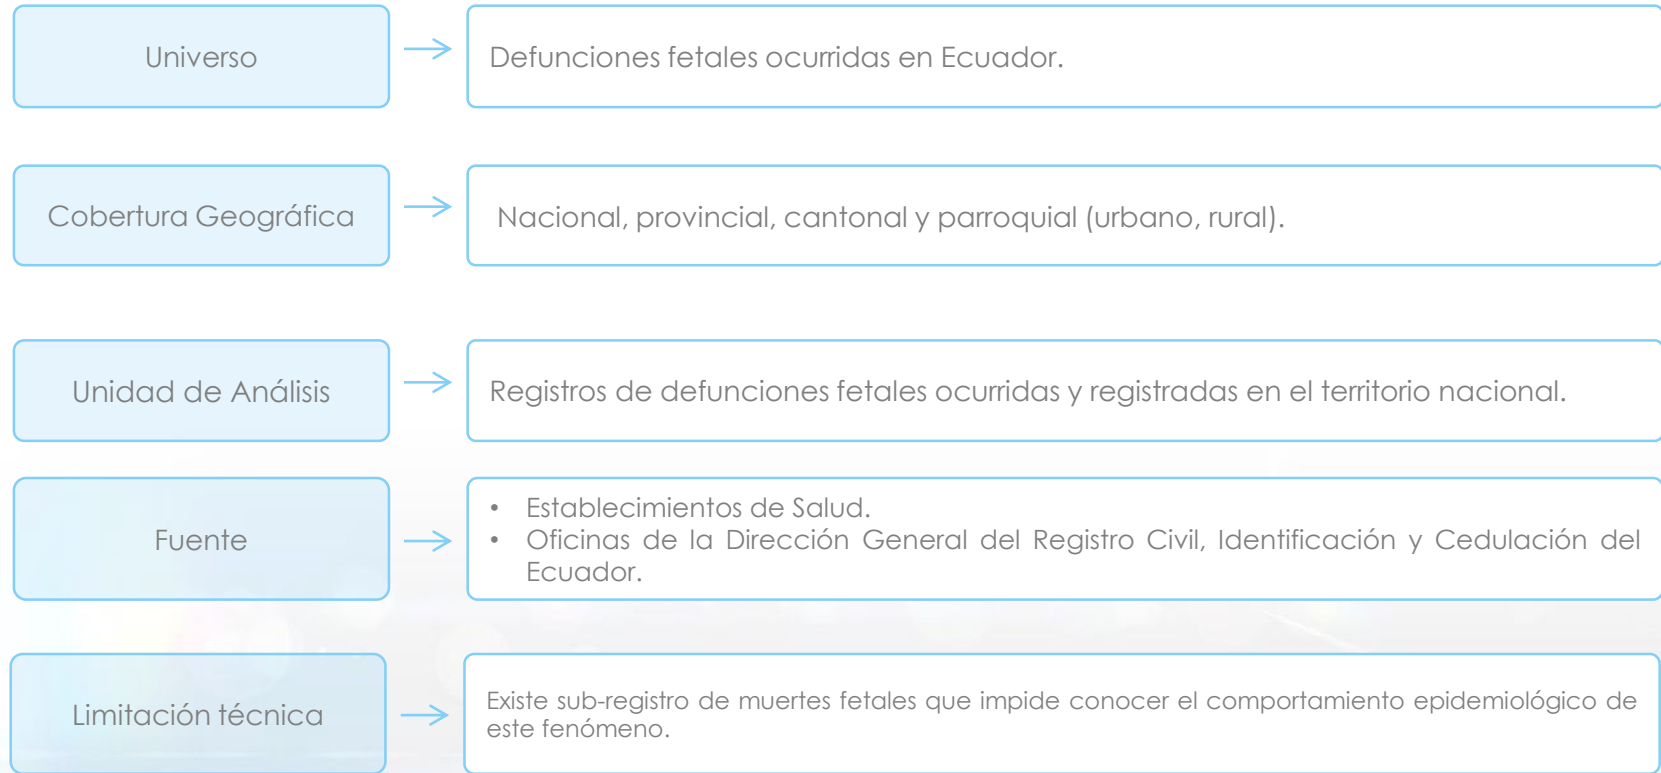 Universo
Defunciones fetales ocurridas en Ecuador.
Cobertura Geográfica
Nacional, provincial, cantonal y parroquial (urbano, rural).
Unidad de Análisis
Registros de defunciones fetales ocurridas y registradas en el territorio nacional.
Fuente
• Establecimientos de Salud.
• Oficinas de la Dirección General del Registro Civil, Identificación y Cedulación del
Ecuador.
Limitación técnica
Existe sub-registro de muertes fetales que impide conocer el comportamiento epidemiológico de
este fenómeno.